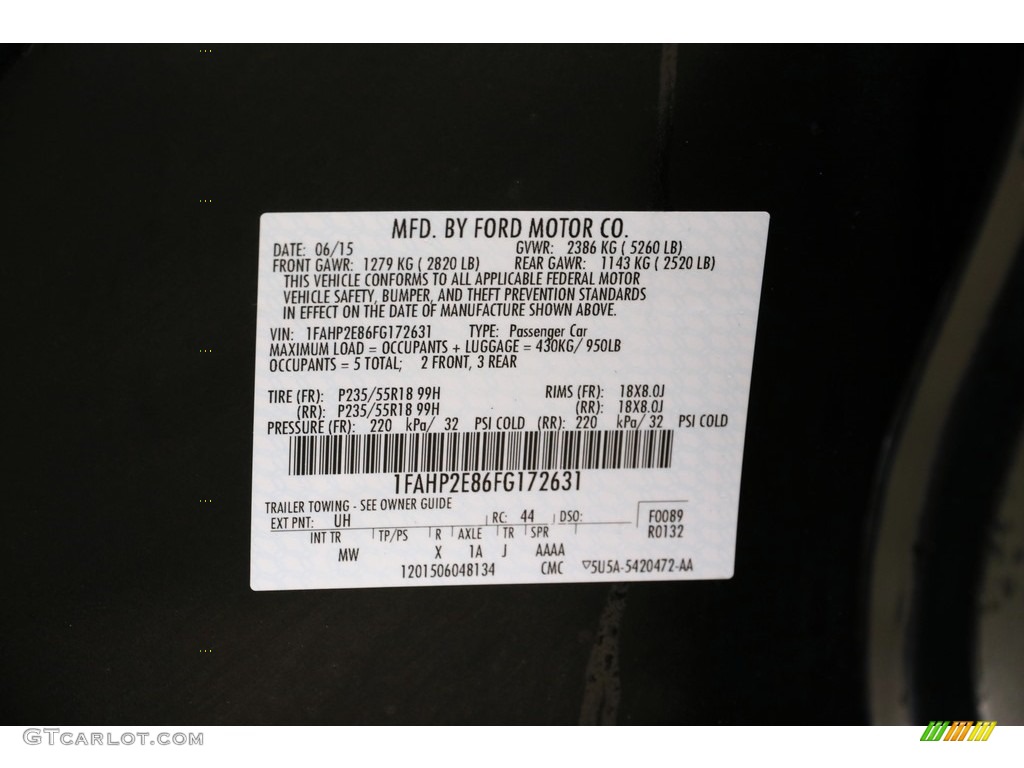 MFD. BY FORD MOTOR CO.
DATE: 06/15 GVWR: 2386 KG ( 5260 LB)
FRONT GAWR: 1279 KG ( 2820 LB) REAR GAWR: 1143 KG ( 2520 LB)
THIS VEHICLE CONFORMS TO ALL APPLICABLE FEDERAL MOTOR
VEHICLE SAFETY, BUMPER, AND THEFT PREVENTION STANDARDS
IN EFFECT ON THE DATE OF MANUFACTURE SHOWN ABOVE.
VIN: 1FAHP2E86FG172631 TYPE: Passenger Car
MAXIMUM LOAD = OCCUPANTS + LUGGAGE = 430KG/ 950LB
OCCUPANTS = 5 TOTAL; 2 FRONT, 3 REAR
TIRE (FR): P235/55R18 99H RIMS (FR): 18X8.0J
(RR): P235/55R18 99H (RR): 18X8.0J
PRESSURE (FR): 220 kPa/ 32 PSI COLD (RR): 220 kPa/ 32 PSI COLD
1FAHP2E86FG172631
TRAILER TOWING - SEE OWNER GUIDE
EXT PNT: UH RC: 44 DSO: F0089
INT TR TP/PS R AXLE TR SPR R0132
MW X 1A J AAAA
1201506048134 CMC ▽5U5A-5420472-AA
GTCarLot.com